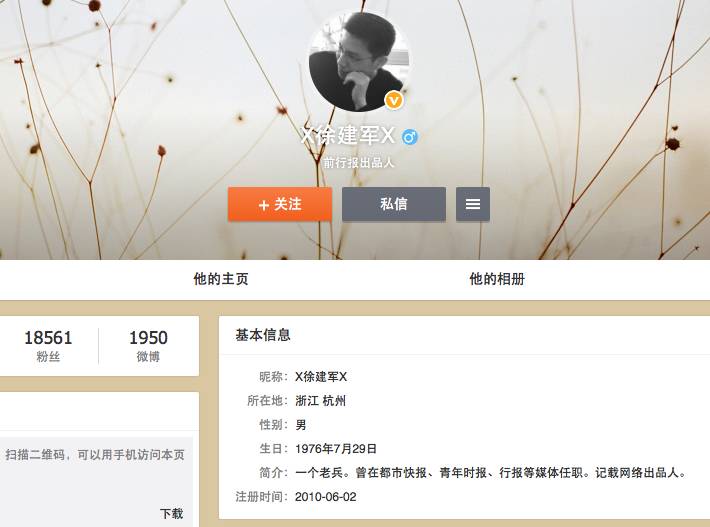 X徐建军X
前行报出品人
+ 关注
私信
他的主页
他的相册
18561
粉丝
1950
微博
扫描二维码,可以用手机访问本页
下载
基本信息
昵称：X徐建军X
所在地：浙江 杭州
性别：男
生日：1976年7月29日
简介：一个老兵。曾在都市快报、青年时报、行报等媒体任职。记载网络出品人。
注册时间：2010-06-02